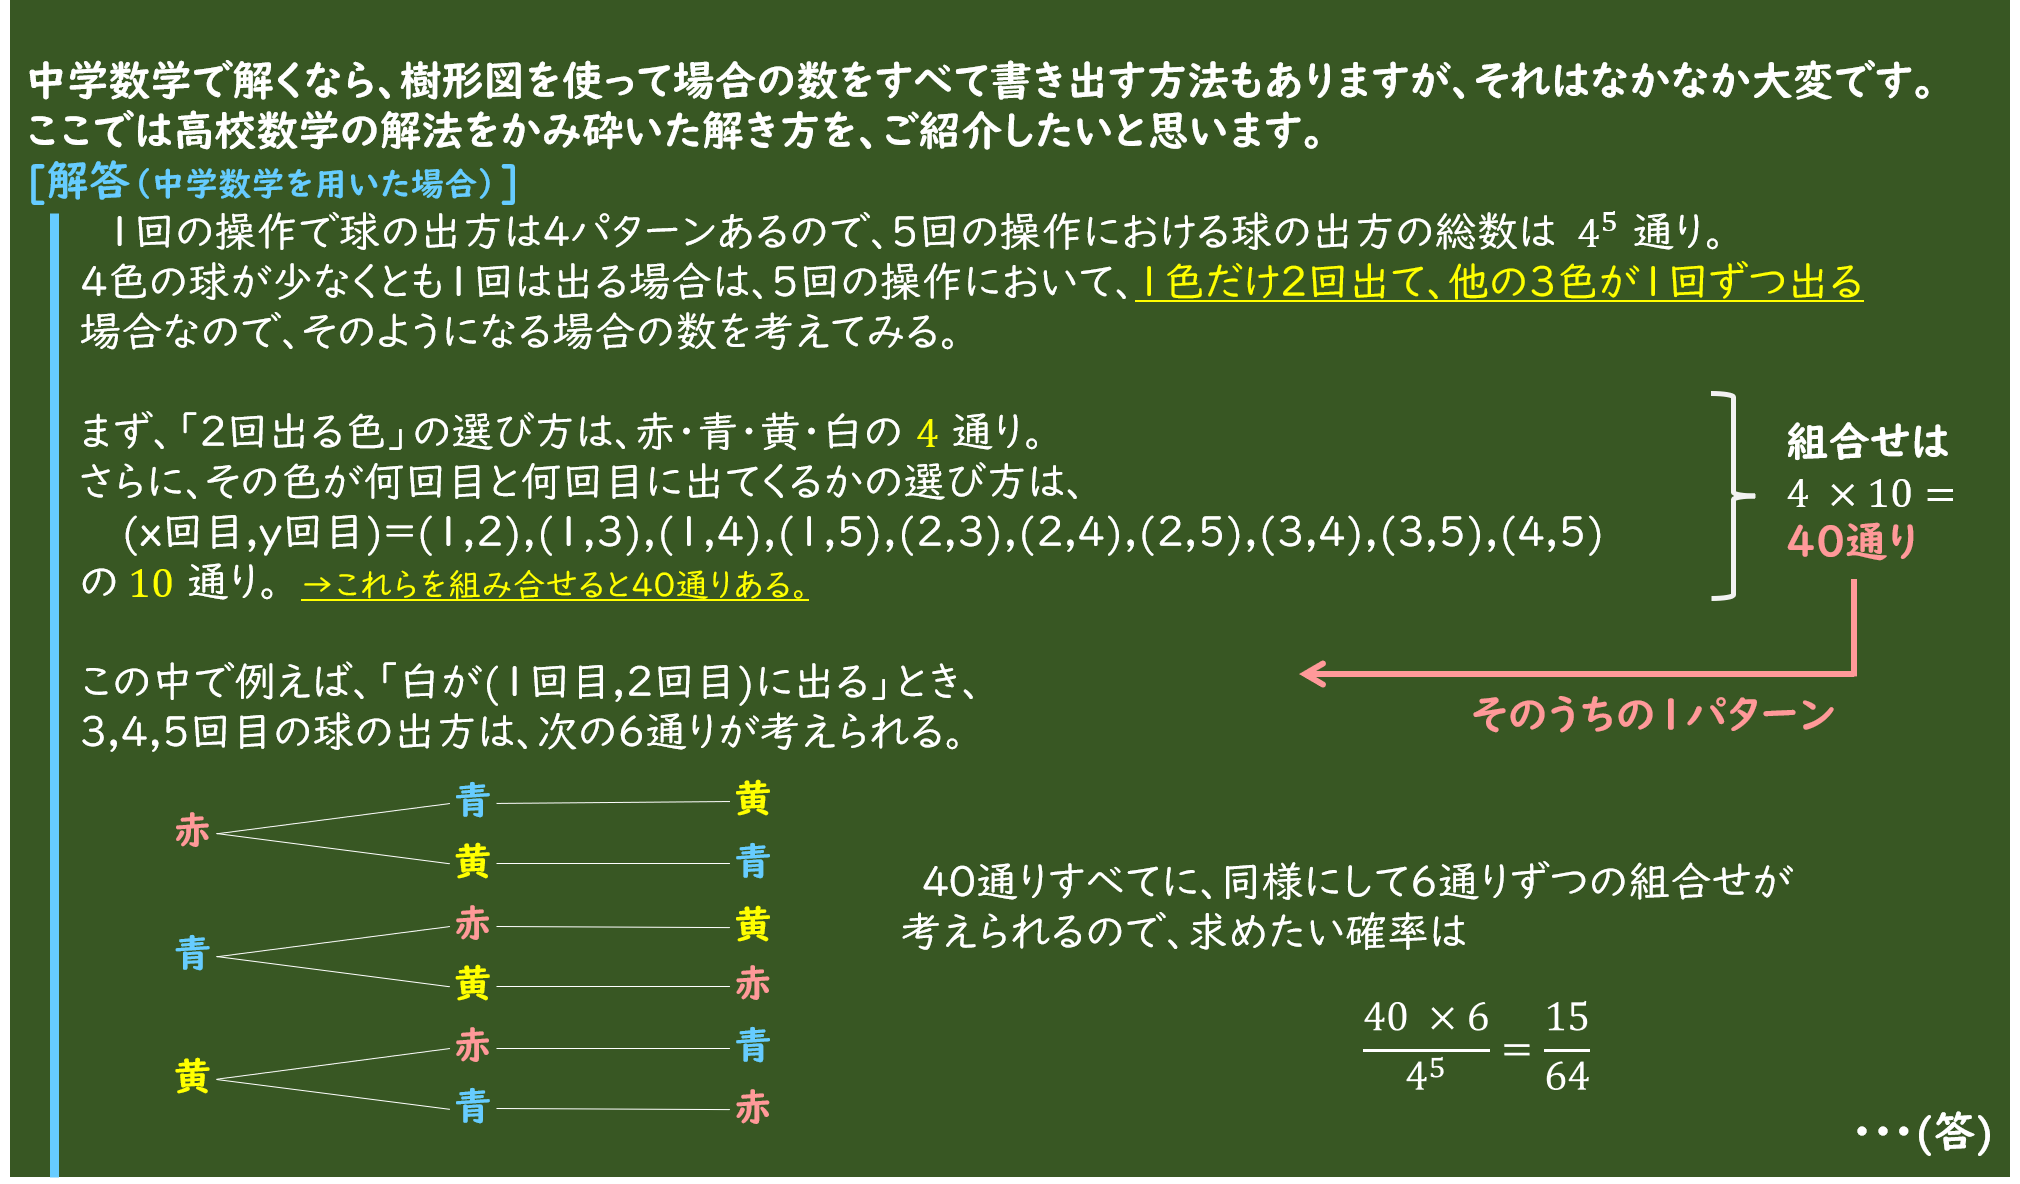 中学数学で解くなら、樹形図を使って場合の数をすべて書き出す方法もありますが、それはなかなか大変です。
ここでは高校数学の解法をかみ砕いた解き方を、ご紹介したいと思います。
[解答（中学数学を用いた場合）]
1回の操作で球の出方は4パターンあるので、5回の操作における球の出方の総数は 4⁵ 通り。
4色の球が少なくとも1回は出る場合は、5回の操作において、1色だけ2回出て、他の3色が1回ずつ出る
場合なので、そのようになる場合の数を考えてみる。
まず、「2回出る色」の選び方は、赤・青・黄・白の 4 通り。
さらに、その色が何回目と何回目に出てくるかの選び方は、
(x回目,y回目)=(1,2),(1,3),(1,4),(1,5),(2,3),(2,4),(2,5),(3,4),(3,5),(4,5)
の 10 通り。 →これらを組み合せると40通りある。
組合せは
4 × 10 =
40通り
そのうちの1パターン
この中で例えば、「白が(1回目,2回目)に出る」とき、
3,4,5回目の球の出方は、次の6通りが考えられる。
赤 青 黄
黄 青
青 赤 黄
黄 赤
黄 赤 青
青 赤
40通りすべてに、同様にして6通りずつの組合せが
考えられるので、求めたい確率は
40 × 6 / 4⁵ = 15 / 64
・・・(答)